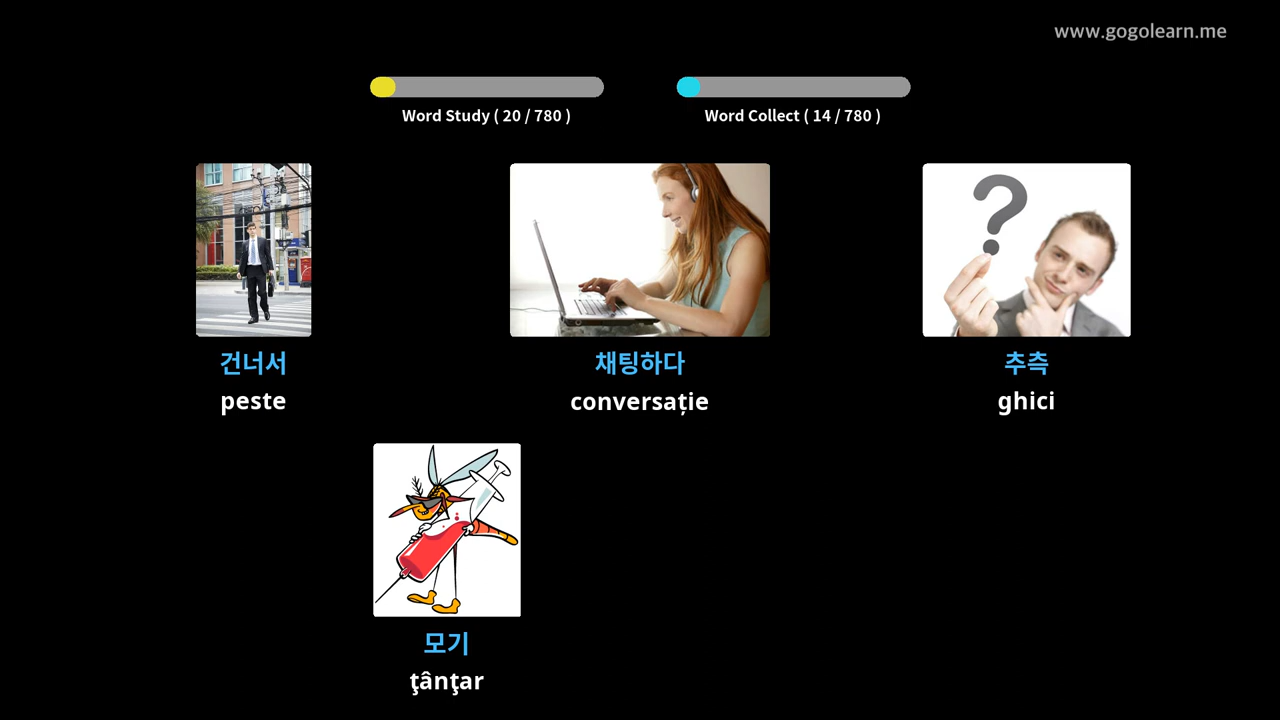 www.gogolearn.me
Word Study ( 20 / 780 )
Word Collect ( 14 / 780 )
건너서
peste
채팅하다
conversație
추측
ghici
모기
ţânţar